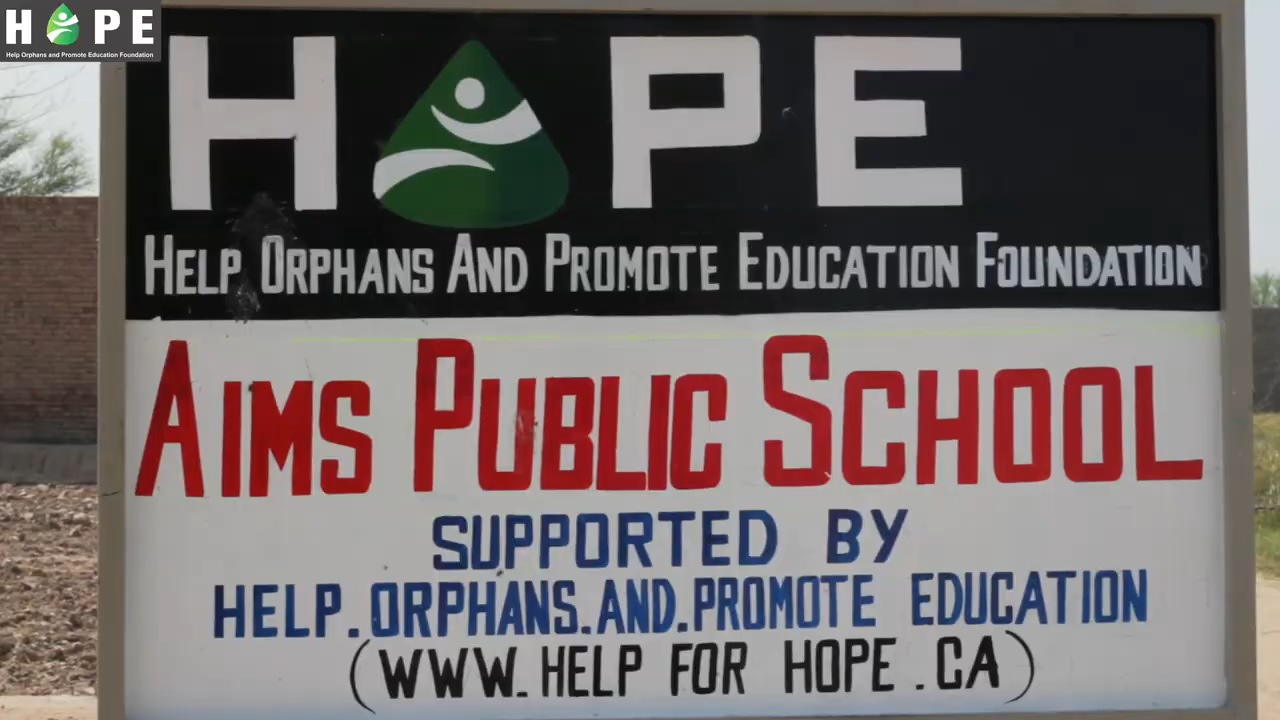 HOPE
Help Orphans and Promote Education Foundation
HOPE
HELP ORPHANS AND PROMOTE EDUCATION FOUNDATION
AIMS PUBLIC SCHOOL
SUPPORTED BY
HELP.ORPHANS.AND.PROMOTE EDUCATION
(WWW.HELP FOR HOPE.CA)